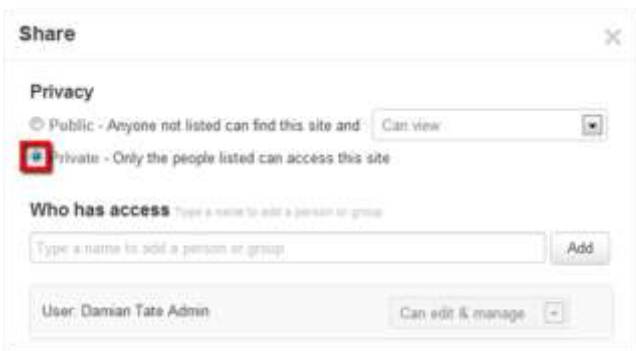 Share
Privacy
Public - Anyone not listed can find this site and Can view
Private - Only the people listed can access this site
Who has access Type a name to add a person or group
Type a name to add a person or group Add
User: Damian Tate Admin Can edit & manage